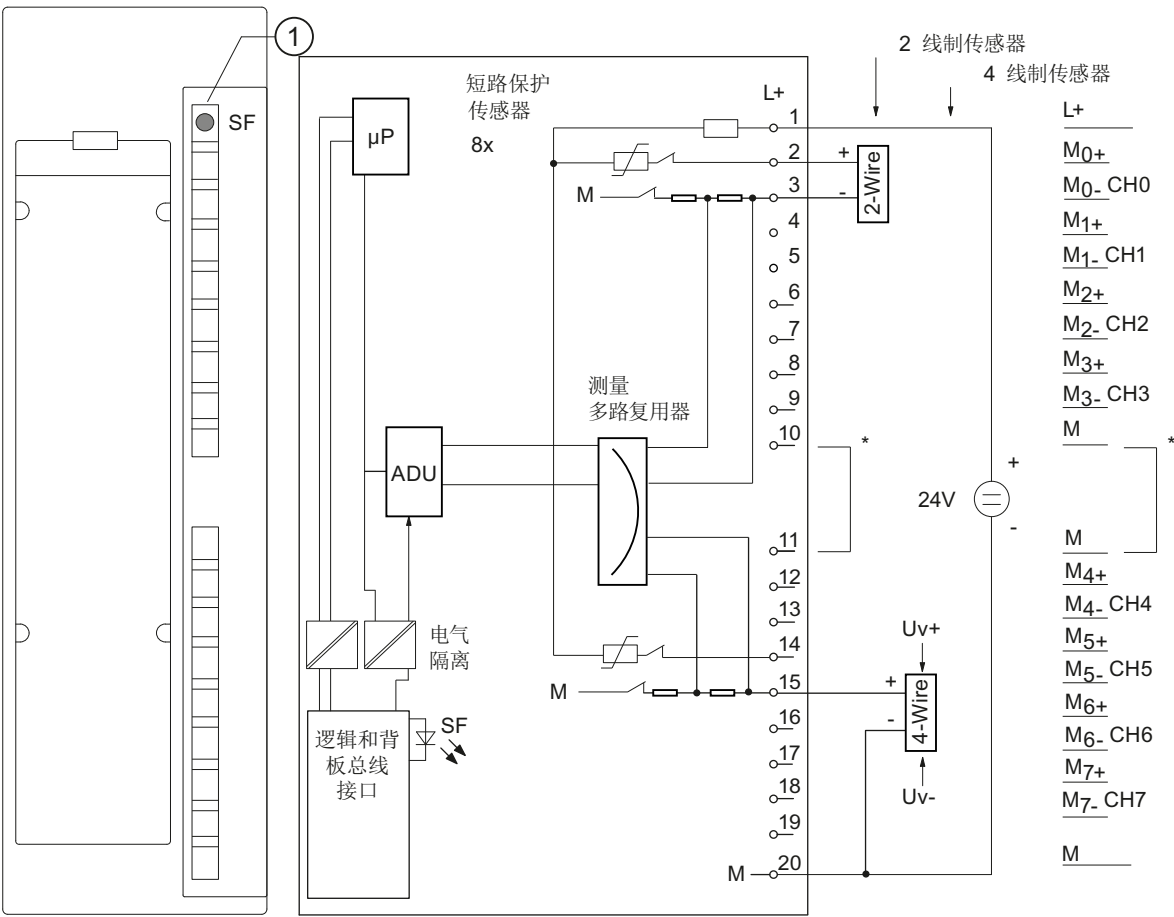 1
SF
2 线制传感器
4 线制传感器
短路保护
传感器
8x
µP
L+
1
2
3
4
5
6
7
8
9
10
11
12
13
14
15
16
17
18
19
20
+
-
2-Wire
M
测量
多路复用器
ADU
*
24V
+
-
电气
隔离
M
Uv+
+
-
4-Wire
Uv-
SF
逻辑和背
板总线
接口
M
L+
M0+
M0- CH0
M1+
M1- CH1
M2+
M2- CH2
M3+
M3- CH3
M
*
M
M4+
M4- CH4
M5+
M5- CH5
M6+
M6- CH6
M7+
M7- CH7
M